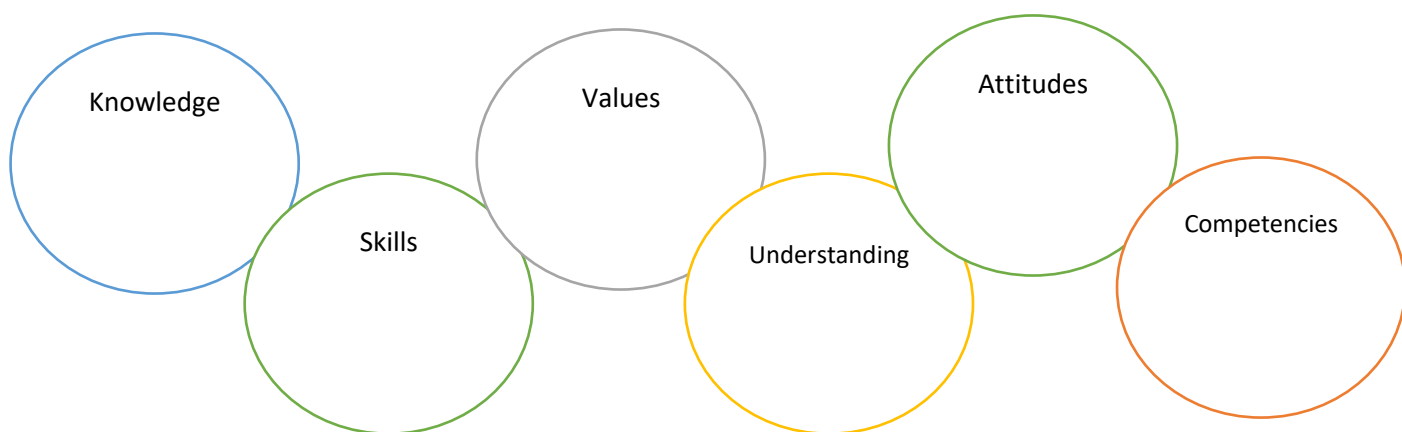 Knowledge
Skills
Values
Understanding
Attitudes
Competencies